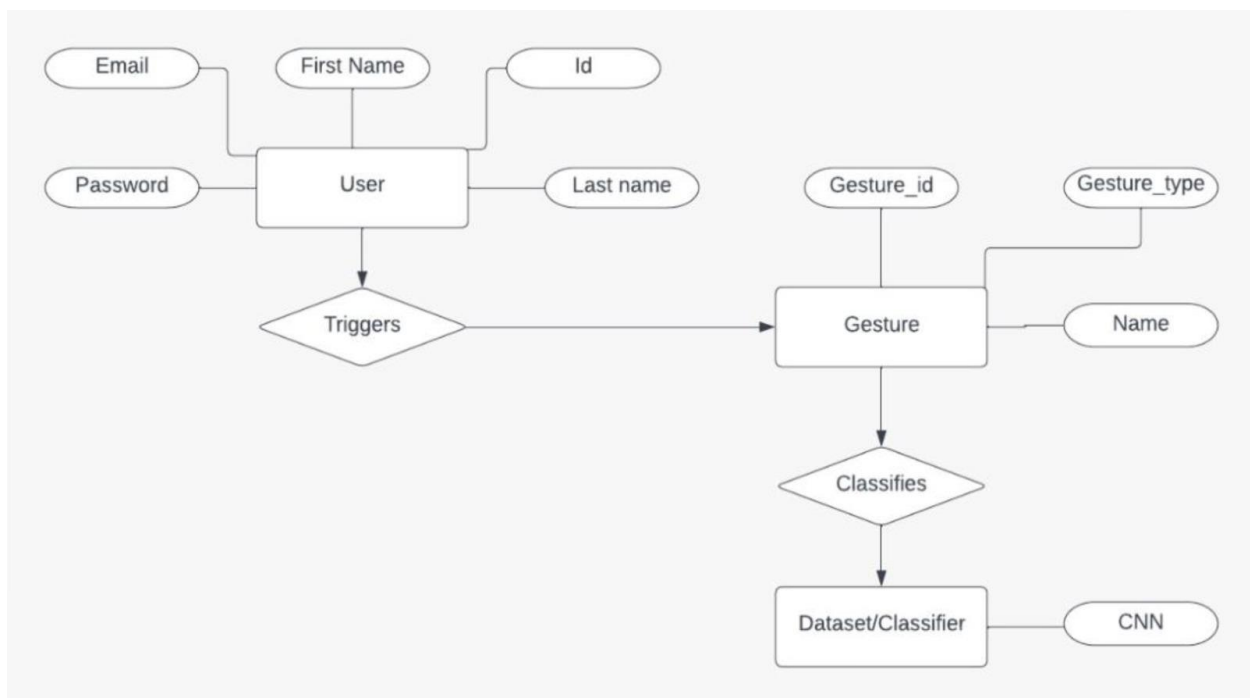 Email
First Name
Id
Password
User
Last name
Gesture_id
Gesture_type
Triggers
Gesture
Name
Classifies
Dataset/Classifier
CNN